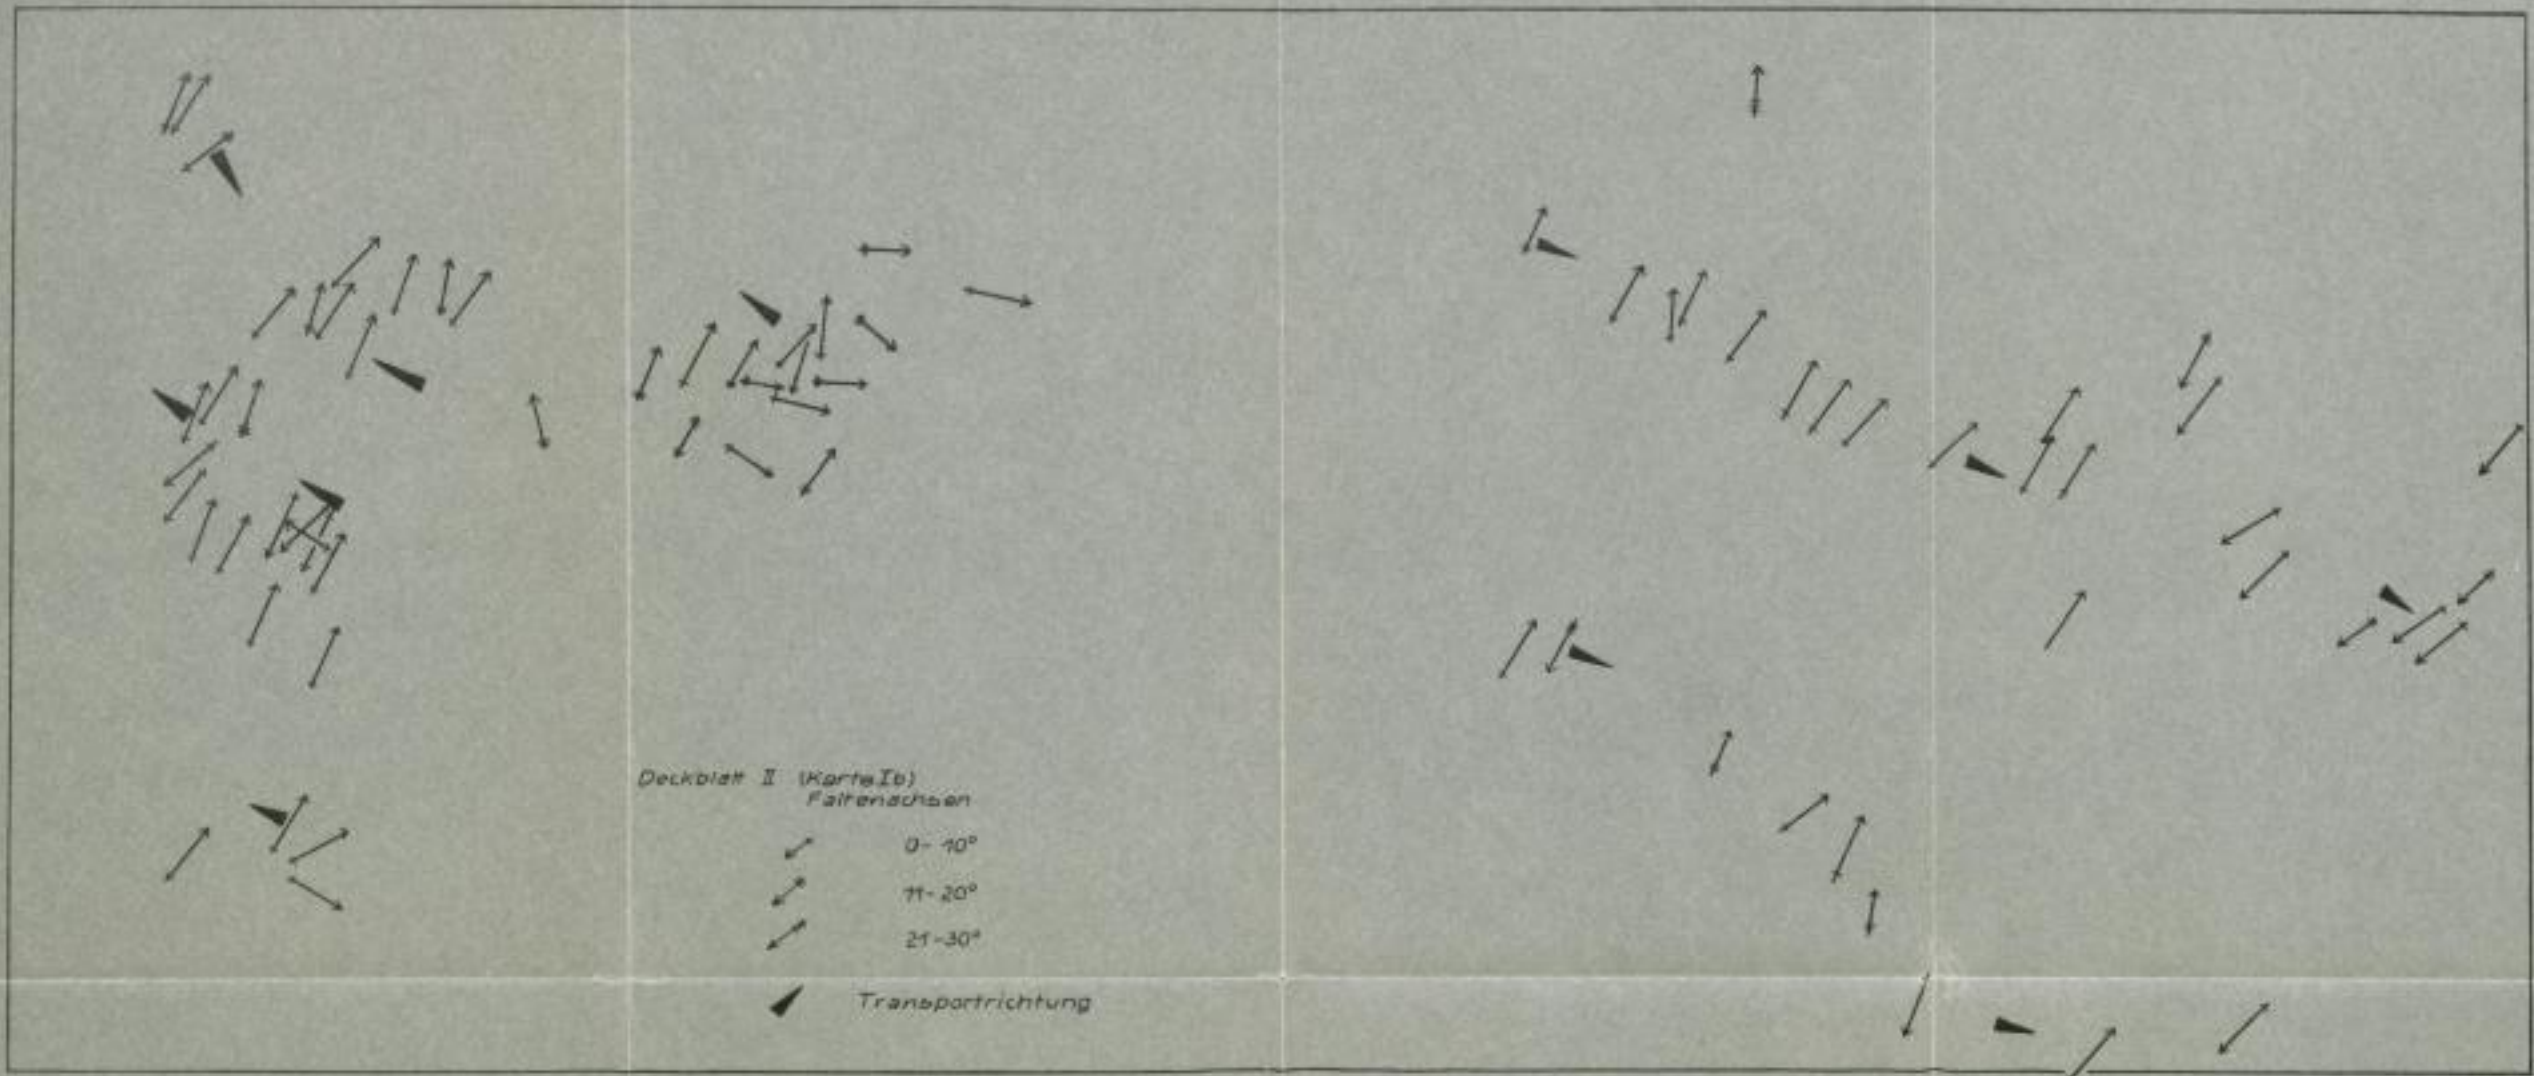 Deckblatt II (Karte Ib)
Faltenachsen
0-10°
11-20°
21-30°
Transportrichtung